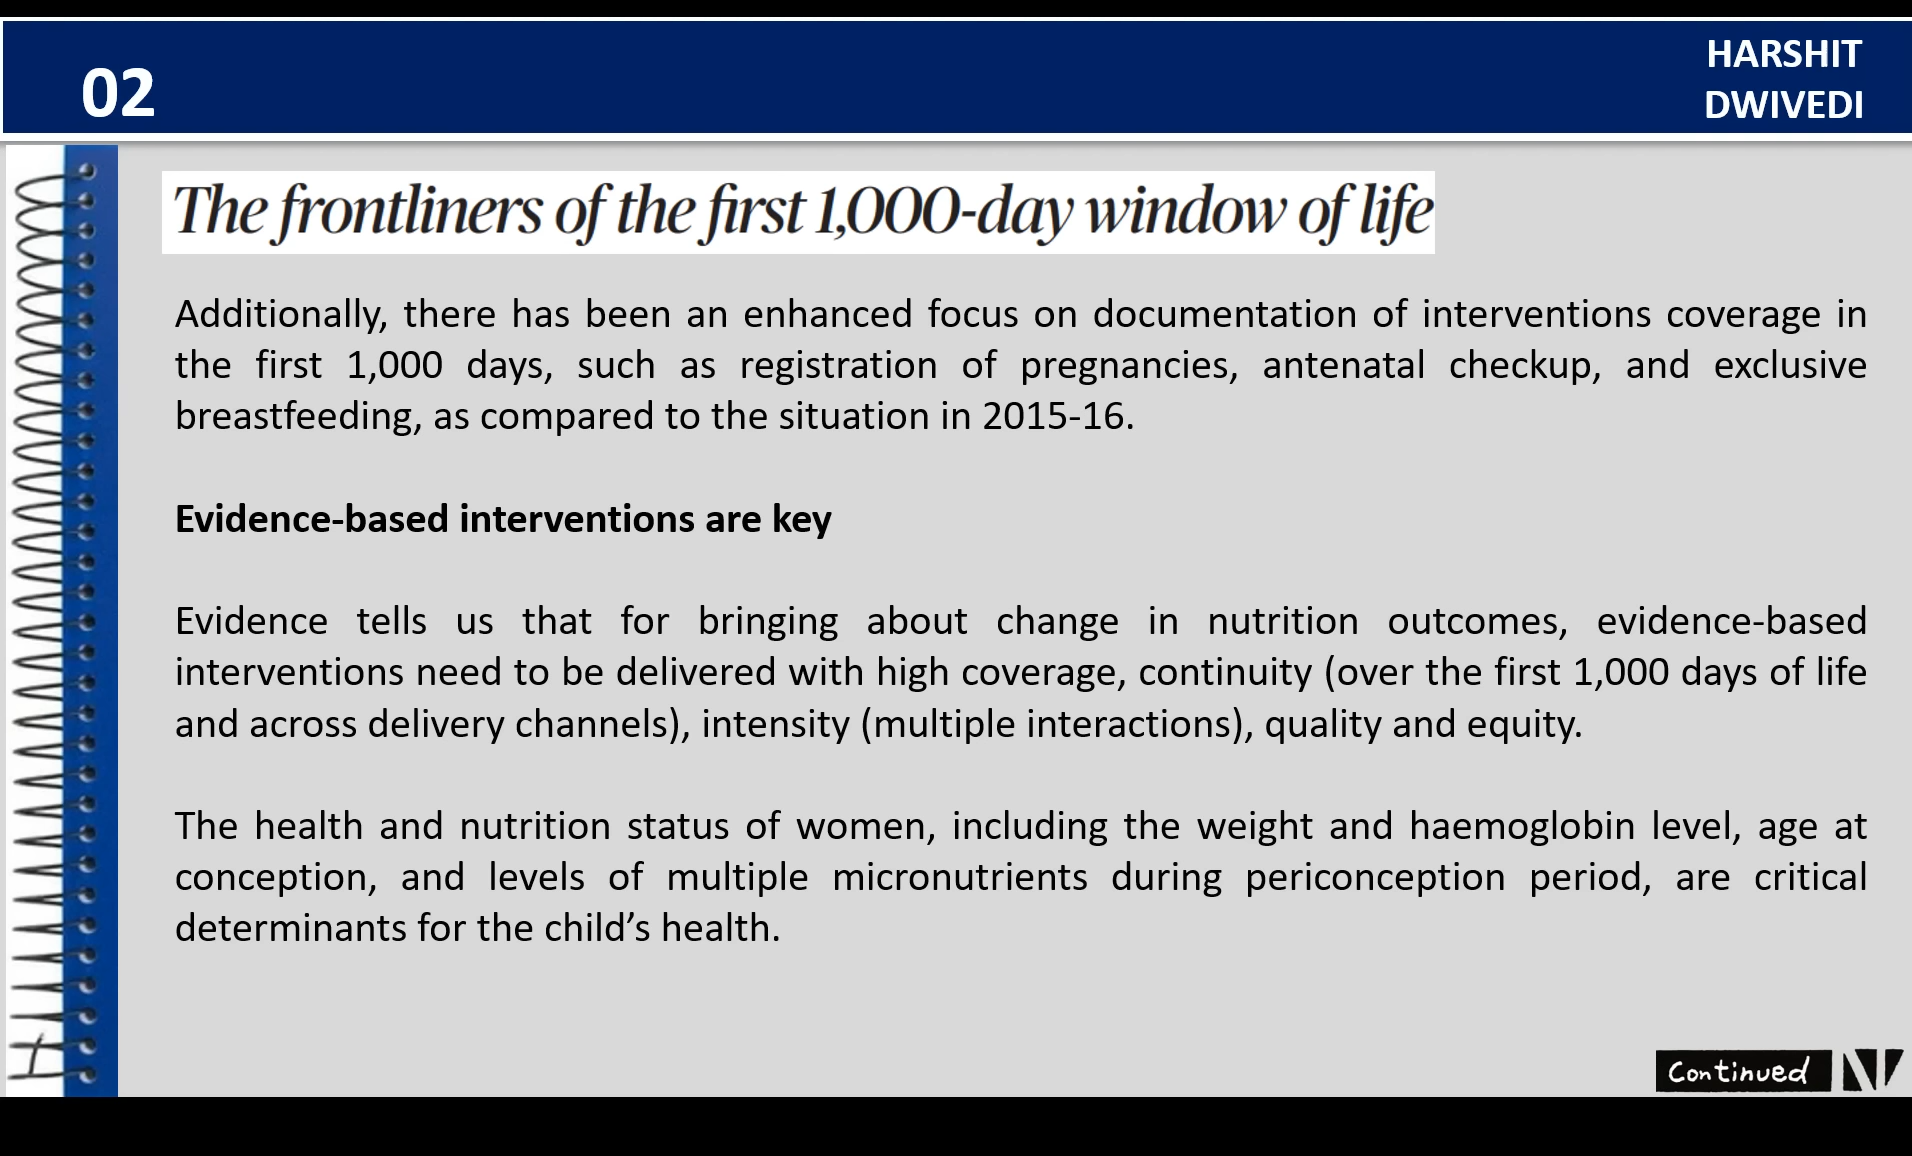 02
HARSHIT
DWIVEDI
The frontliners of the first 1,000-day window of life
Additionally, there has been an enhanced focus on documentation of interventions coverage in
the first 1,000 days, such as registration of pregnancies, antenatal checkup, and exclusive
breastfeeding, as compared to the situation in 2015-16.
Evidence-based interventions are key
Evidence tells us that for bringing about change in nutrition outcomes, evidence-based
interventions need to be delivered with high coverage, continuity (over the first 1,000 days of life
and across delivery channels), intensity (multiple interactions), quality and equity.
The health and nutrition status of women, including the weight and haemoglobin level, age at
conception, and levels of multiple micronutrients during periconception period, are critical
determinants for the child’s health.
Continued